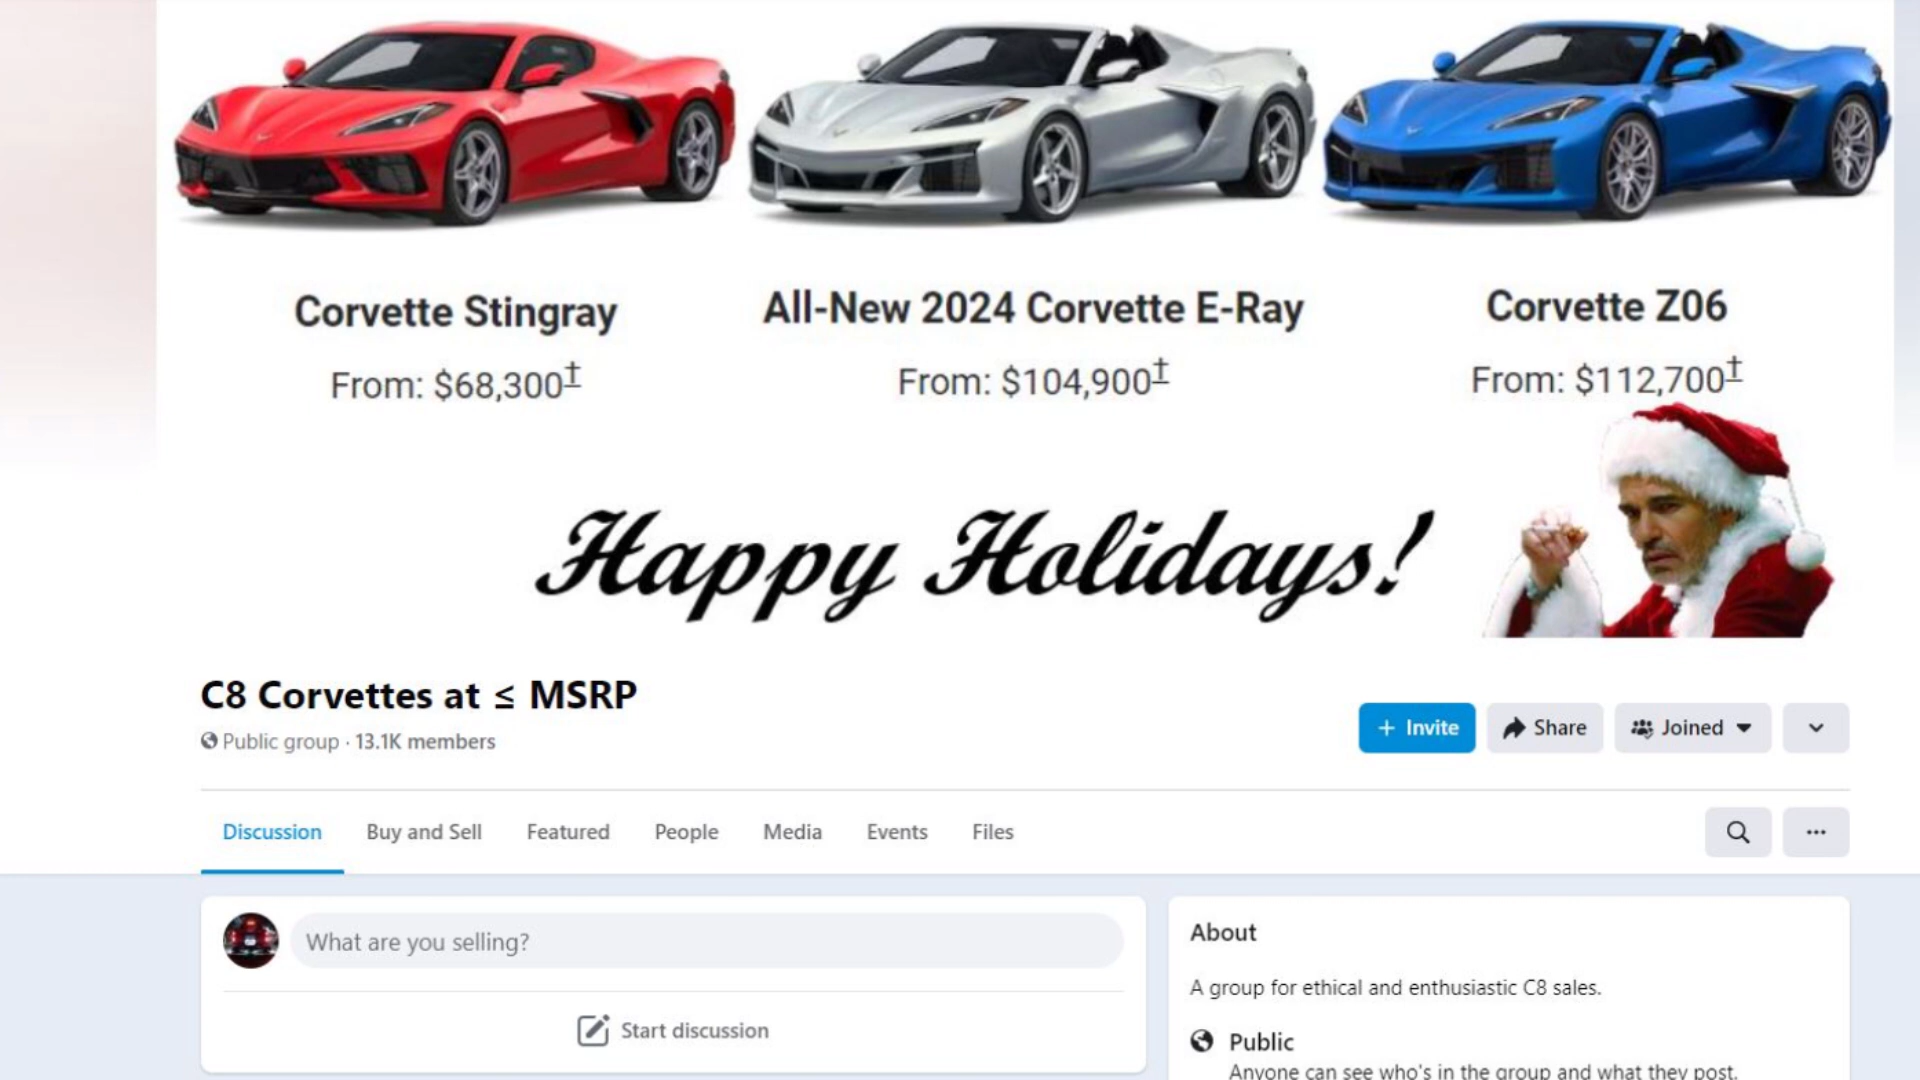 Corvette Stingray
From: $68,300†
All-New 2024 Corvette E-Ray
From: $104,900†
Corvette Z06
From: $112,700†
Happy Holidays!
C8 Corvettes at ≤ MSRP
Public group · 13.1K members
+ Invite
Share
Joined
Discussion
Buy and Sell
Featured
People
Media
Events
Files
What are you selling?
Start discussion
About
A group for ethical and enthusiastic C8 sales.
Public
Anyone can see who's in the group and what they post.